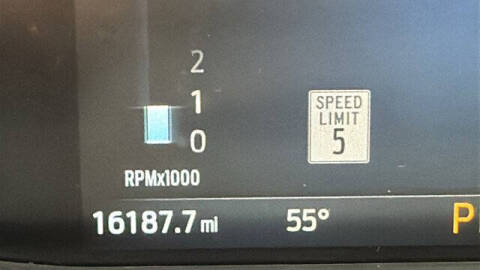 2
1
0
RPMx1000
SPEED
LIMIT
5
16187.7 mi 55° P